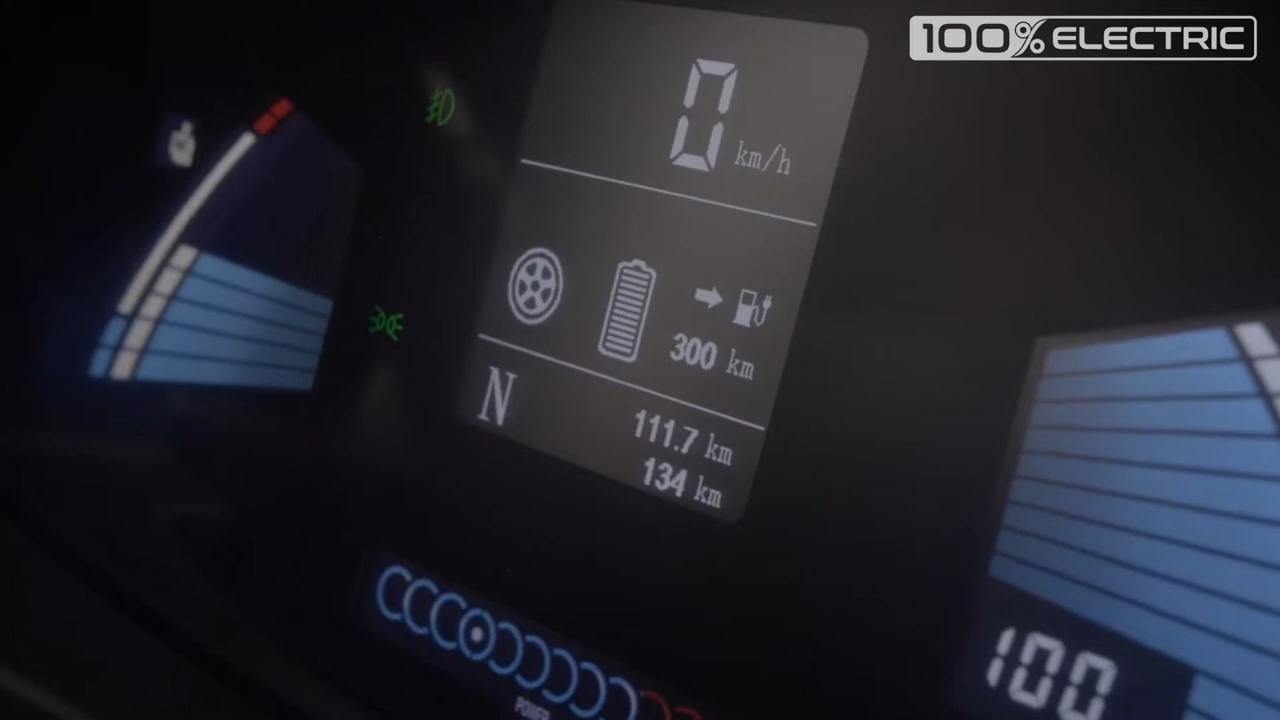 100% ELECTRIC
0 km/h
300 km
N
111.7 km
134 km
100
POWER